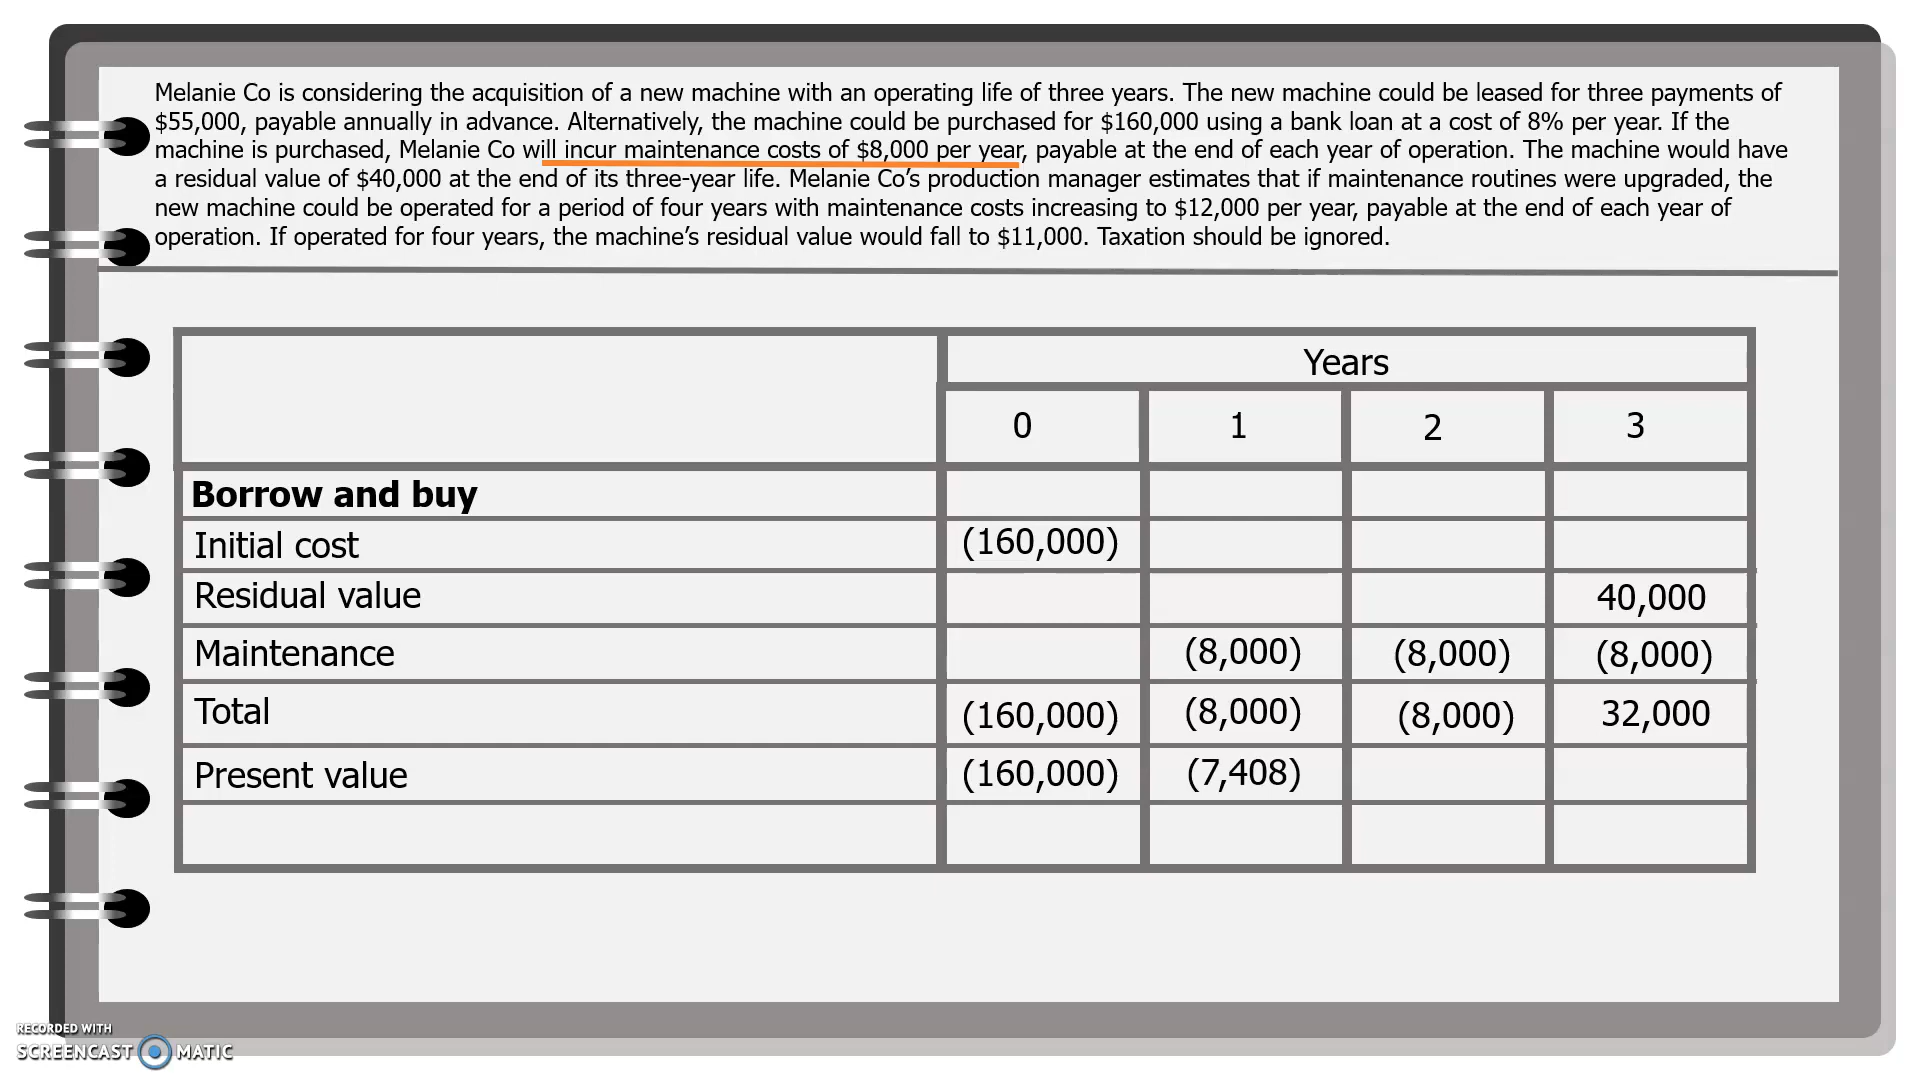 Melanie Co is considering the acquisition of a new machine with an operating life of three years. The new machine could be leased for three payments of
$55,000, payable annually in advance. Alternatively, the machine could be purchased for $160,000 using a bank loan at a cost of 8% per year. If the
machine is purchased, Melanie Co will incur maintenance costs of $8,000 per year, payable at the end of each year of operation. The machine would have
a residual value of $40,000 at the end of its three-year life. Melanie Co’s production manager estimates that if maintenance routines were upgraded, the
new machine could be operated for a period of four years with maintenance costs increasing to $12,000 per year, payable at the end of each year of
operation. If operated for four years, the machine’s residual value would fall to $11,000. Taxation should be ignored.
Years
0 1 2 3
Borrow and buy
Initial cost (160,000)
Residual value 40,000
Maintenance (8,000) (8,000) (8,000)
Total (160,000) (8,000) (8,000) 32,000
Present value (160,000) (7,408)
RECORDED WITH
SCREENCAST MATIC